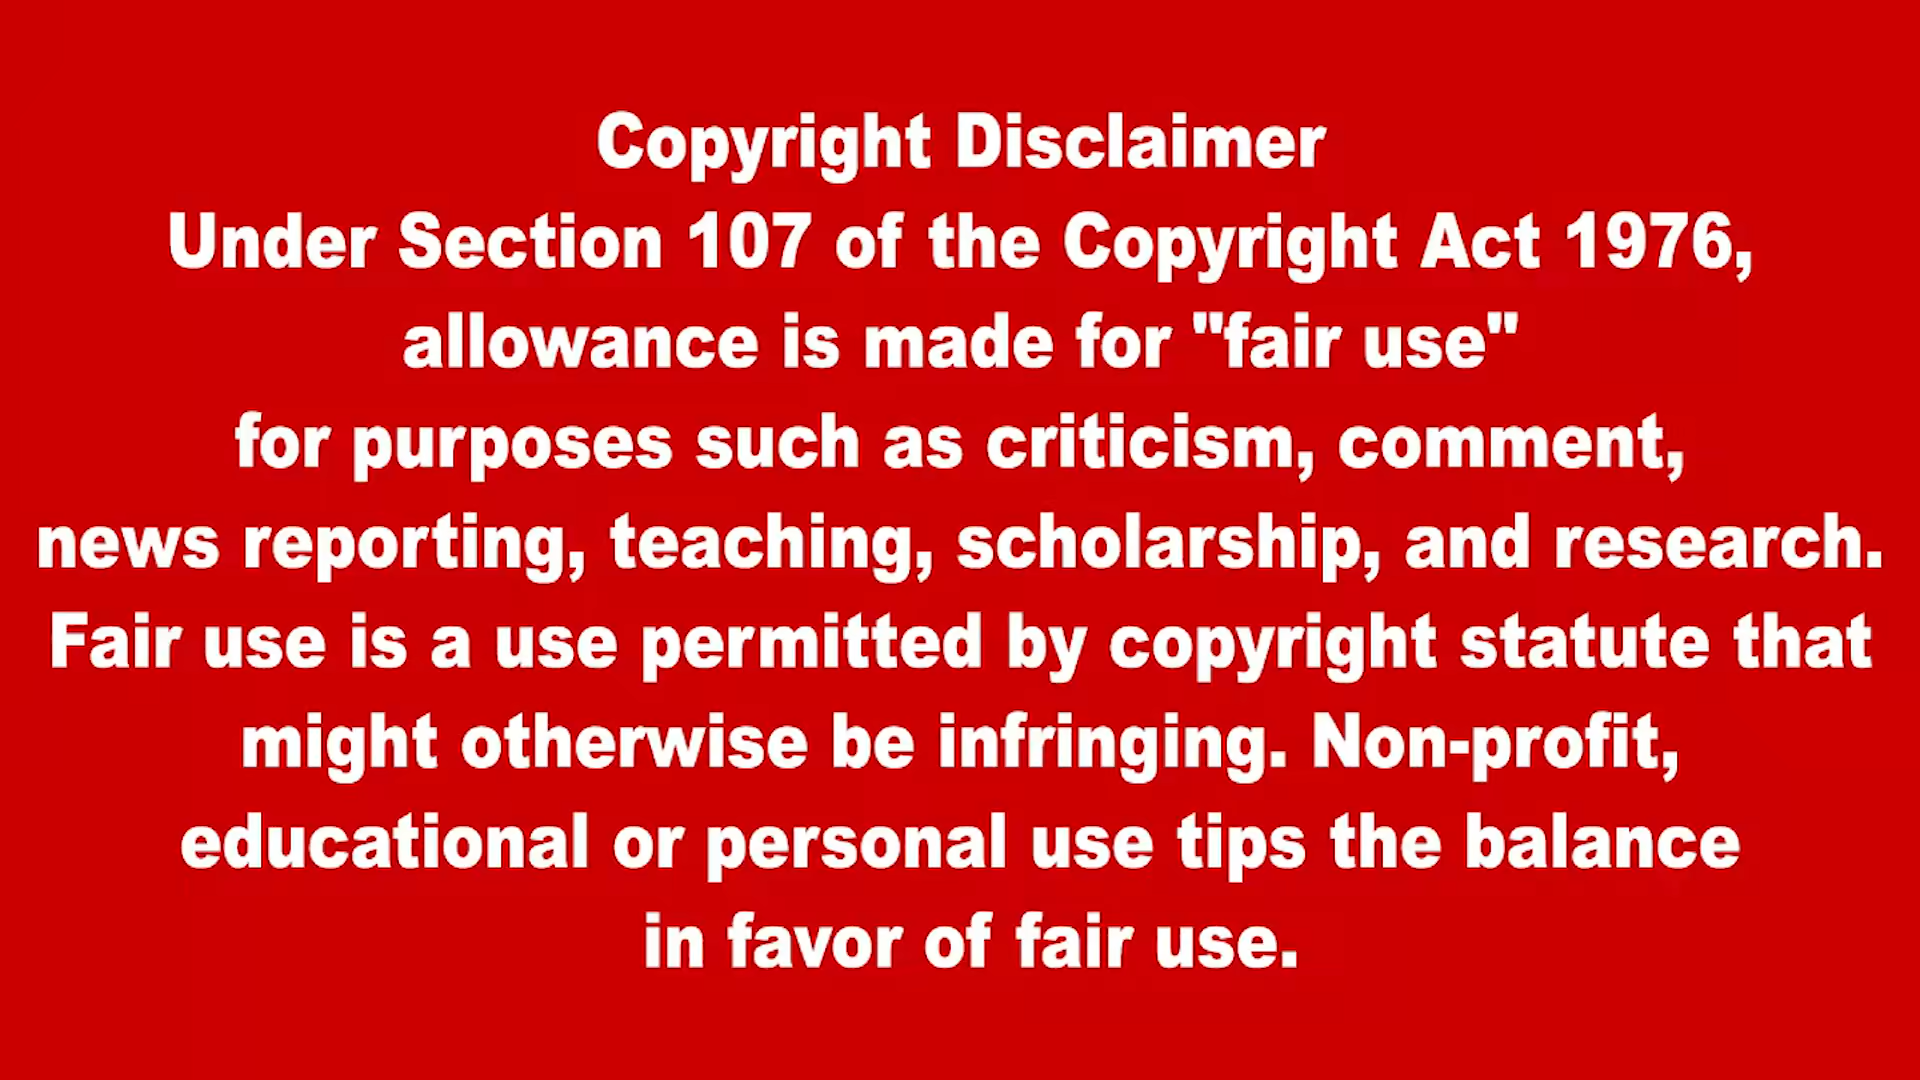 Copyright Disclaimer
Under Section 107 of the Copyright Act 1976,
allowance is made for "fair use"
for purposes such as criticism, comment,
news reporting, teaching, scholarship, and research.
Fair use is a use permitted by copyright statute that
might otherwise be infringing. Non-profit,
educational or personal use tips the balance
in favor of fair use.